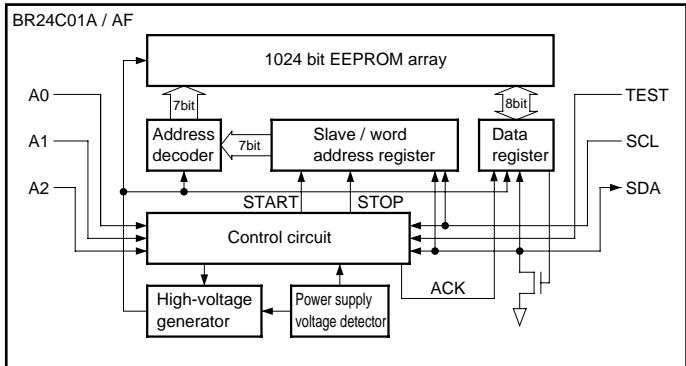 BR24C01A / AF
1024 bit EEPROM array
A0
7bit
8bit
TEST
A1
Address
decoder
7bit
Slave / word
address register
Data
register
SCL
A2
START
STOP
SDA
Control circuit
ACK
High-voltage
generator
Power supply
voltage detector